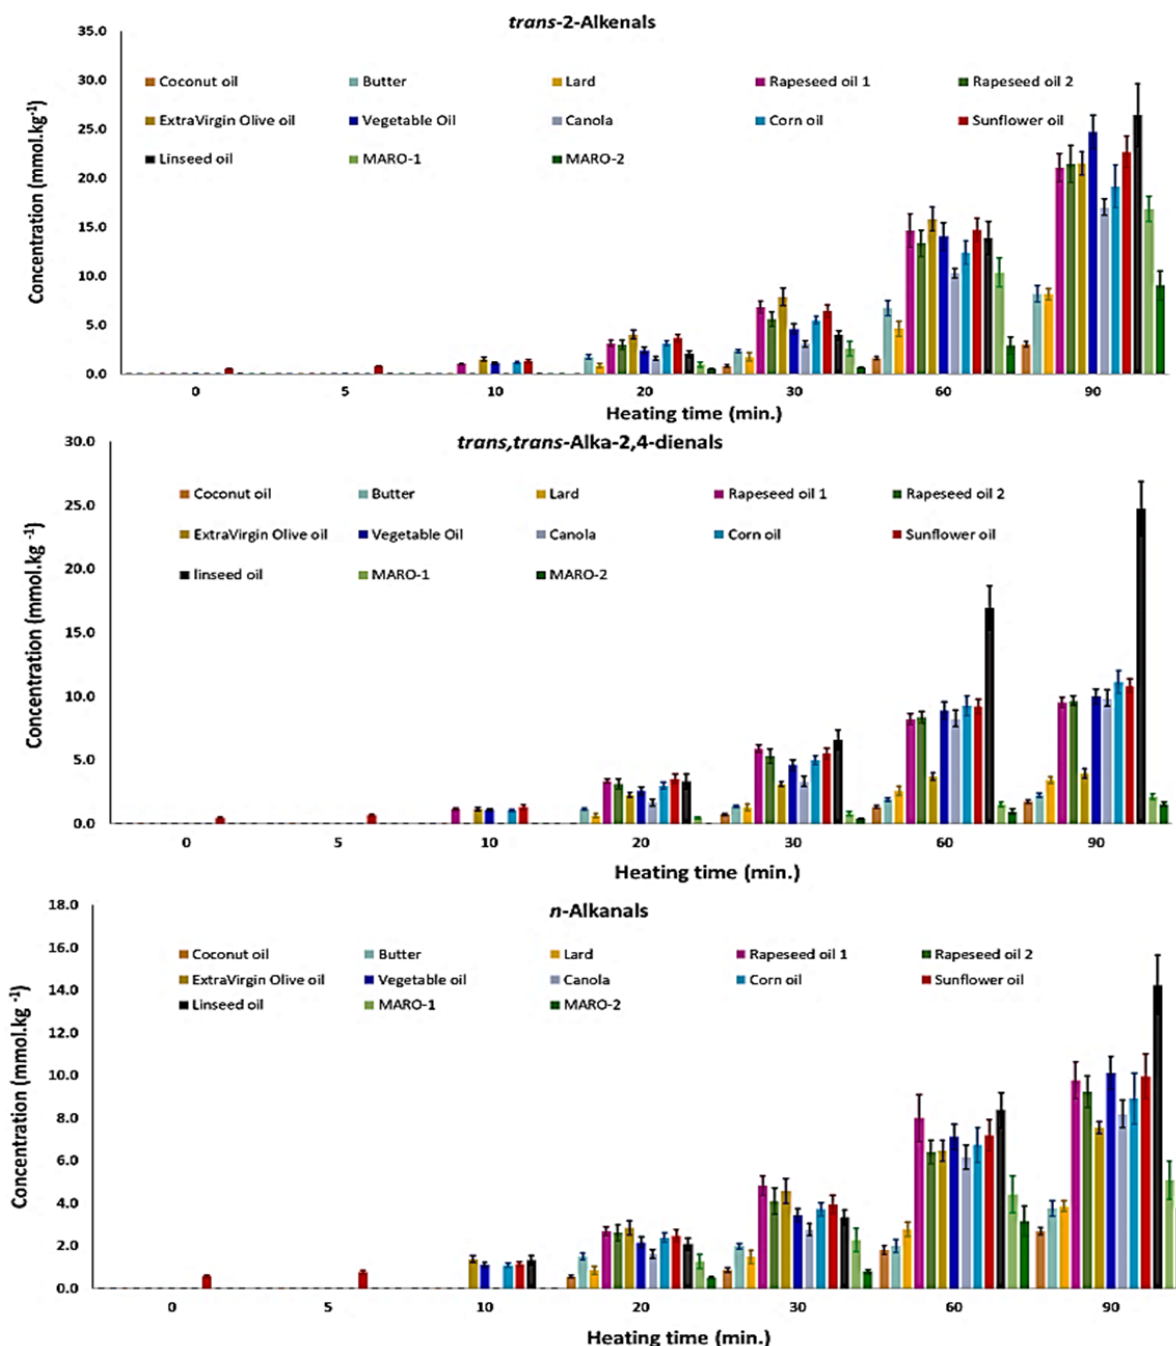 trans-2-Alkenals
35.0
30.0
25.0
20.0
15.0
10.0
5.0
0.0
Concentration (mmol.kg-1)
Coconut oil Butter Lard Rapeseed oil 1 Rapeseed oil 2
ExtraVirgin Olive oil Vegetable Oil Canola Corn oil Sunflower oil
Linseed oil MARO-1 MARO-2
0 5 10 20 30 60 90
Heating time (min.)
trans,trans-Alka-2,4-dienals
30.0
25.0
20.0
15.0
10.0
5.0
0.0
Concentration (mmol.kg -1)
Coconut oil Butter Lard Rapeseed oil 1 Rapeseed oil 2
ExtraVirgin Olive oil Vegetable Oil Canola Corn oil Sunflower oil
linseed oil MARO-1 MARO-2
0 5 10 20 30 60 90
Heating time (min.)
n-Alkanals
18.0
16.0
14.0
12.0
10.0
8.0
6.0
4.0
2.0
0.0
Concentration (mmol.kg -1)
Coconut oil Butter Lard Rapeseed oil 1 Rapeseed oil 2
ExtraVirgin Olive oil Vegetable oil Canola Corn oil Sunflower oil
Linseed oil MARO-1 MARO-2
0 5 10 20 30 60 90
Heating time (min.)